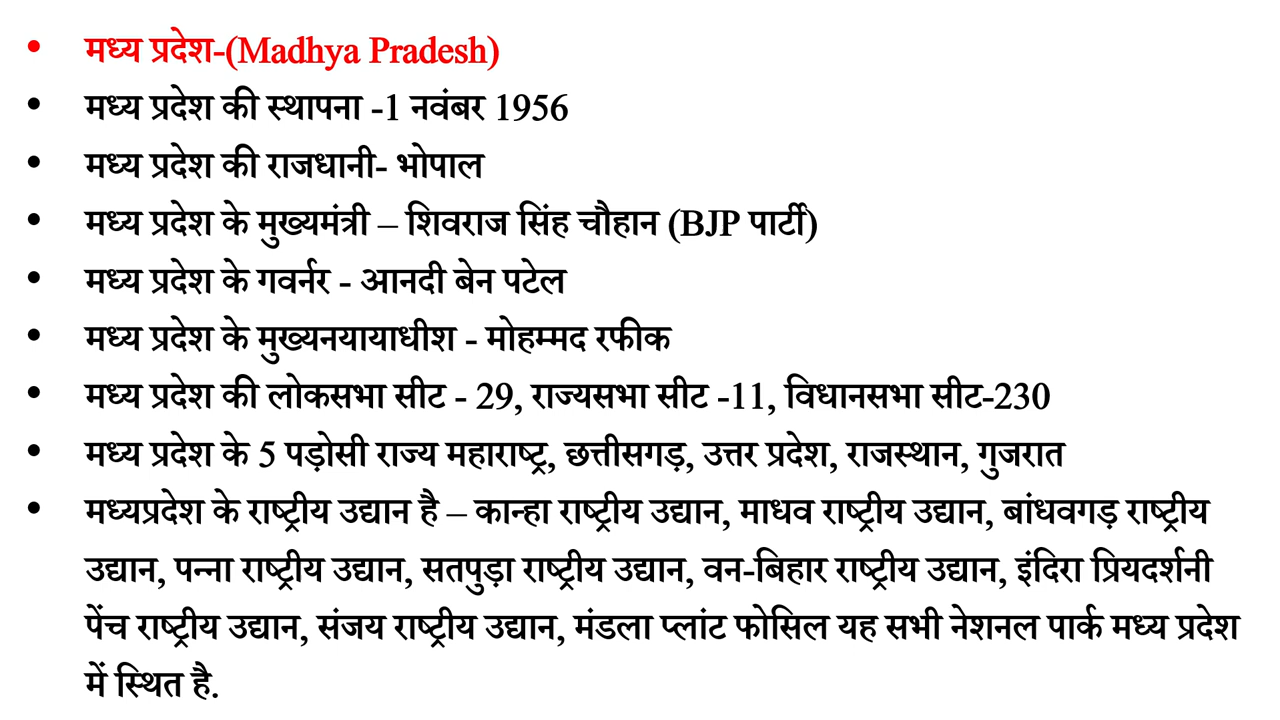 • मध्य प्रदेश-(Madhya Pradesh)
• मध्य प्रदेश की स्थापना -1 नवंबर 1956
• मध्य प्रदेश की राजधानी- भोपाल
• मध्य प्रदेश के मुख्यमंत्री – शिवराज सिंह चौहान (BJP पार्टी)
• मध्य प्रदेश के गवर्नर - आनदी बेन पटेल
• मध्य प्रदेश के मुख्यनयायाधीश - मोहम्मद रफीक
• मध्य प्रदेश की लोकसभा सीट - 29, राज्यसभा सीट -11, विधानसभा सीट-230
• मध्य प्रदेश के 5 पड़ोसी राज्य महाराष्ट्र, छत्तीसगड़, उत्तर प्रदेश, राजस्थान, गुजरात
• मध्यप्रदेश के राष्ट्रीय उद्यान है – कान्हा राष्ट्रीय उद्यान, माधव राष्ट्रीय उद्यान, बांधवगड़ राष्ट्रीय
उद्यान, पन्ना राष्ट्रीय उद्यान, सतपुड़ा राष्ट्रीय उद्यान, वन-बिहार राष्ट्रीय उद्यान, इंदिरा प्रियदर्शनी
पेंच राष्ट्रीय उद्यान, संजय राष्ट्रीय उद्यान, मंडला प्लांट फोसिल यह सभी नेशनल पार्क मध्य प्रदेश
में स्थित है.